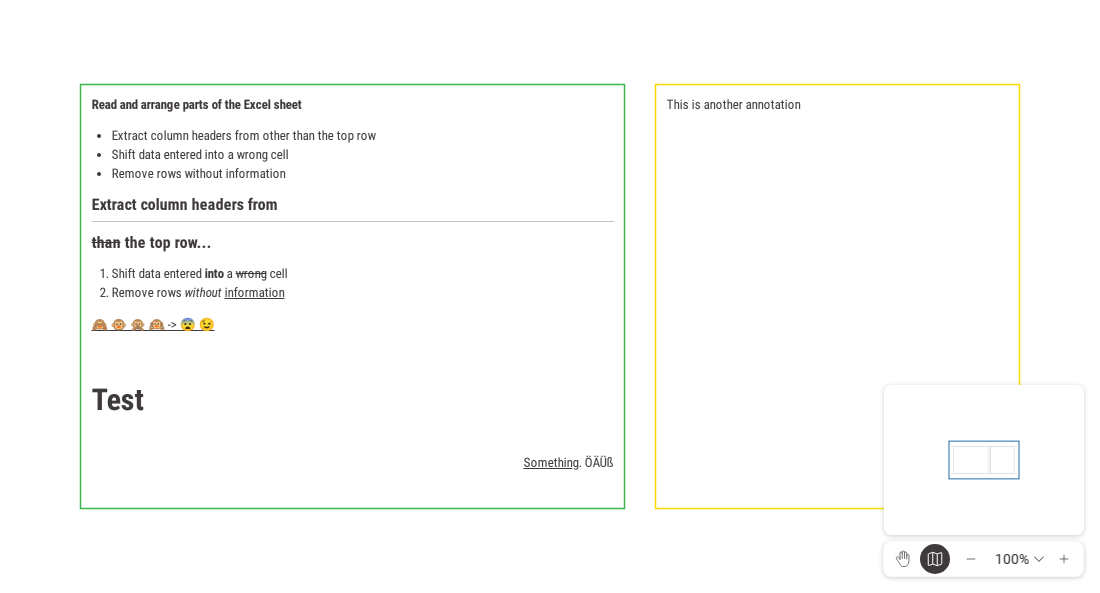 Read and arrange parts of the Excel sheet
• Extract column headers from other than the top row
• Shift data entered into a wrong cell
• Remove rows without information
Extract column headers from
than the top row...
1. Shift data entered into a wrong cell
2. Remove rows without information
🙈 🐵 🙊 🙉 -> 😨 😉
Test
Something. ÖÄÜß
This is another annotation
100%